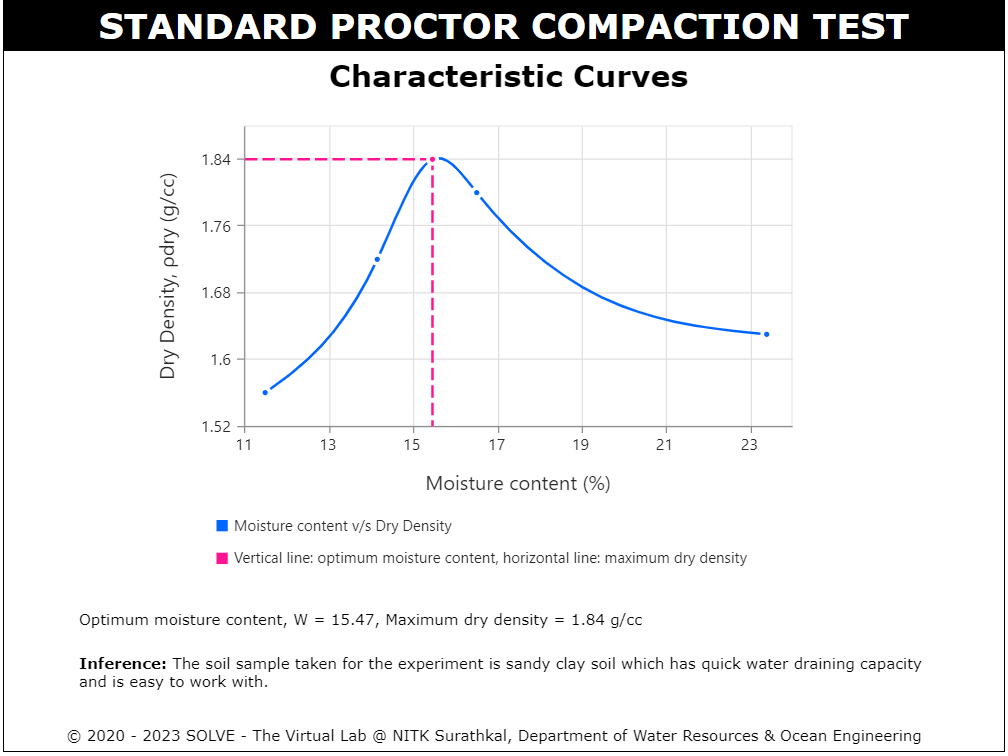 STANDARD PROCTOR COMPACTION TEST
Characteristic Curves
1.84
1.76
1.68
1.6
1.52
Dry Density, ρdry (g/cc)
11 13 15 17 19 21 23
Moisture content (%)
Moisture content v/s Dry Density
Vertical line: optimum moisture content, horizontal line: maximum dry density
Optimum moisture content, W = 15.47, Maximum dry density = 1.84 g/cc
Inference: The soil sample taken for the experiment is sandy clay soil which has quick water draining capacity
and is easy to work with.
© 2020 - 2023 SOLVE - The Virtual Lab @ NITK Surathkal, Department of Water Resources & Ocean Engineering